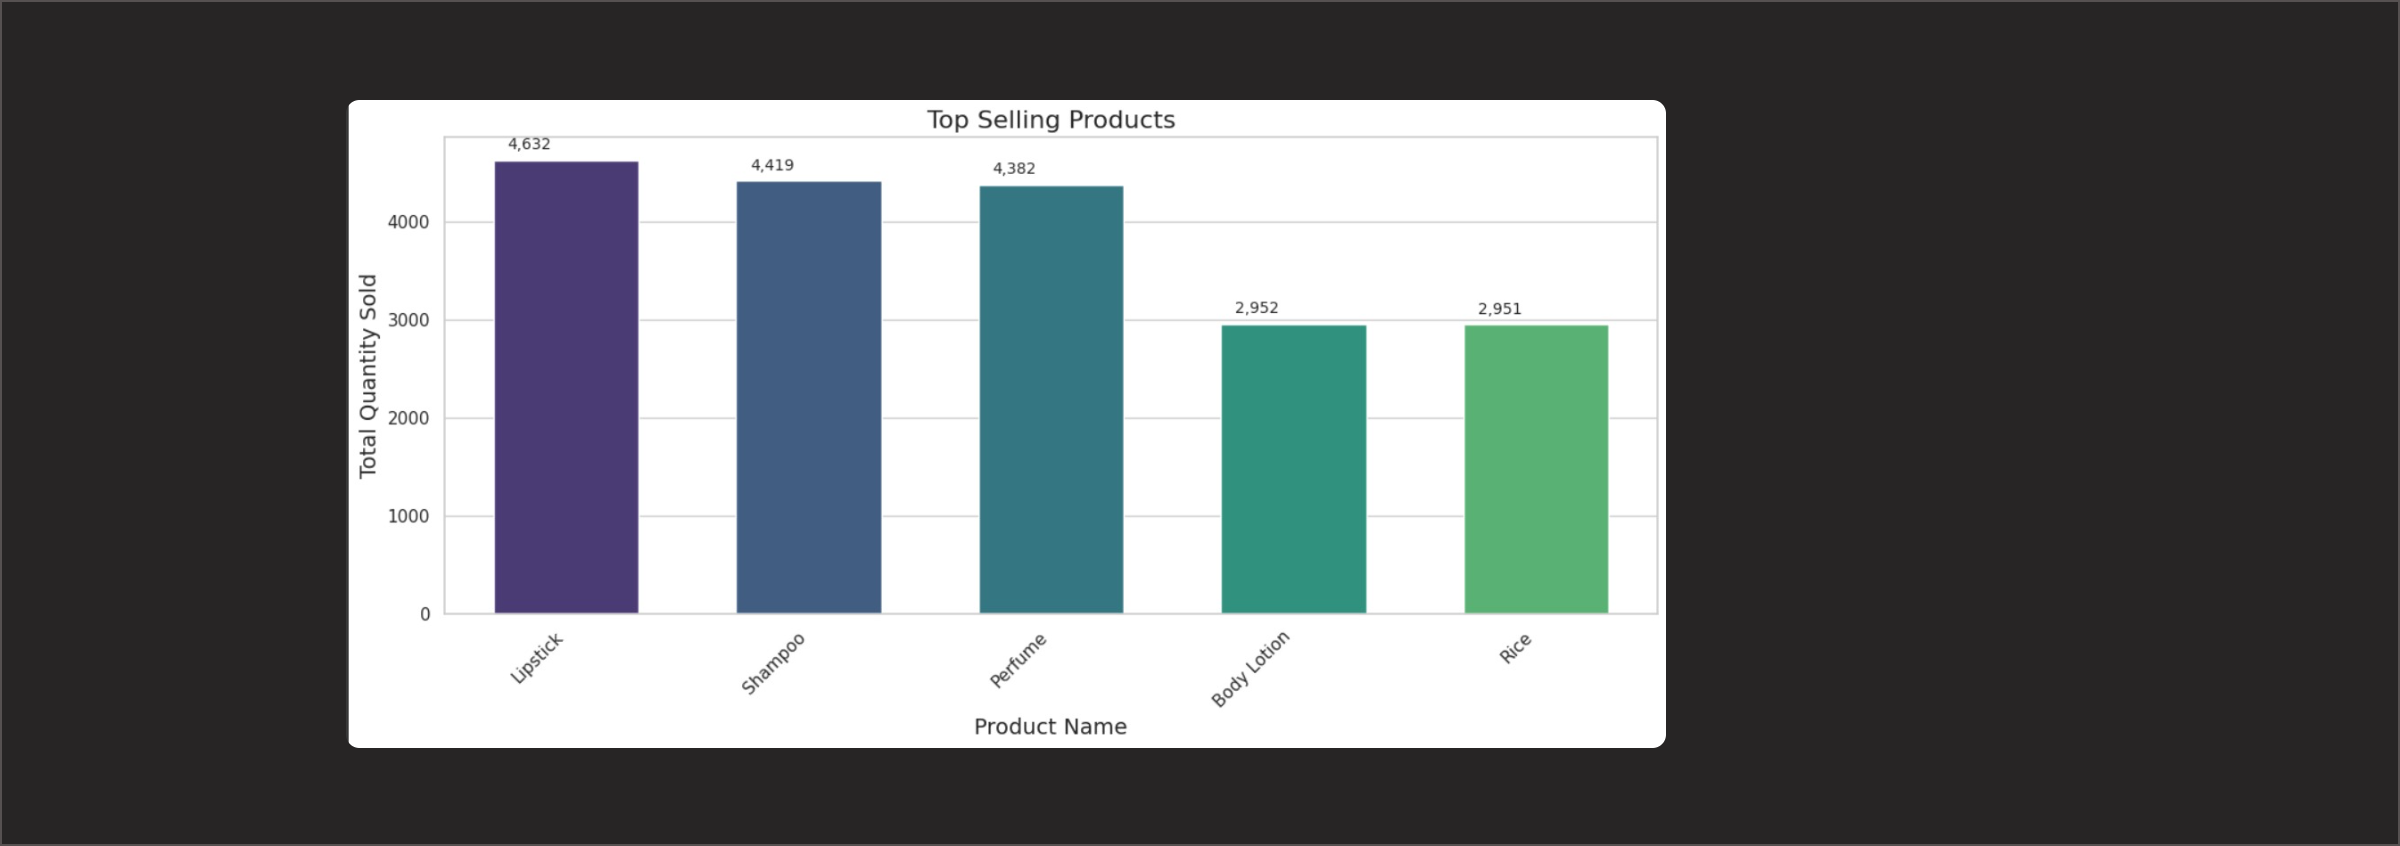 Top Selling Products
4,632
4,419
4,382
2,952
2,951
4000
3000
2000
1000
0
Total Quantity Sold
Lipstick
Shampoo
Perfume
Body Lotion
Rice
Product Name